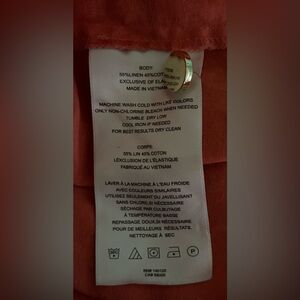 BODY:
55%LINEN 45%COT
EXCLUSIVE OF ELAS
MADE IN VIETNAM
MACHINE WASH COLD WITH LIKE COLORS
ONLY NON-CHLORINE BLEACH WHEN NEEDED
TUMBLE DRY LOW
COOL IRON IF NEEDED
FOR BEST RESULTS DRY CLEAN
CORPS:
55% LIN 45% COTON
L'EXCLUSION DE L'ÉLASTIQUE
FABRIQUÉ AU VIETNAM
LAVER À LA MACHINE À L'EAU FROIDE
AVEC COULEURS SIMILAIRES
UTILISEZ SEULEMENT DU JAVELLISANT
SANS CHLORE SI NÉCESSAIRE
SÉCHAGE PAR CULBUTAGE
À TEMPÉRATURE BASSE
REPASSAGE DOUX SI NÉCESSAIRE
POUR DE MEILLEURS RÉSULTATS,
NETTOYAGE À SEC
P